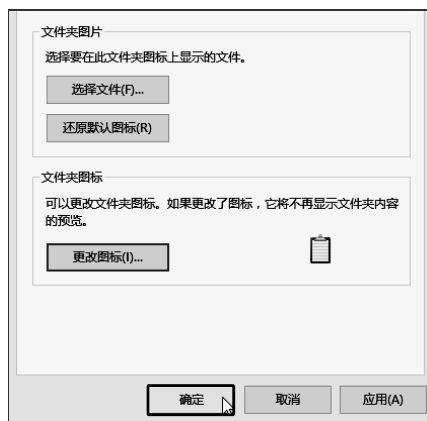 文件夹图片
选择要在此文件夹图标上显示的文件。
选择文件(F)...
还原默认图标(R)
文件夹图标
可以更改文件夹图标。如果更改了图标，它将不再显示文件夹内容
的预览。
更改图标(I)...
确定
取消
应用(A)